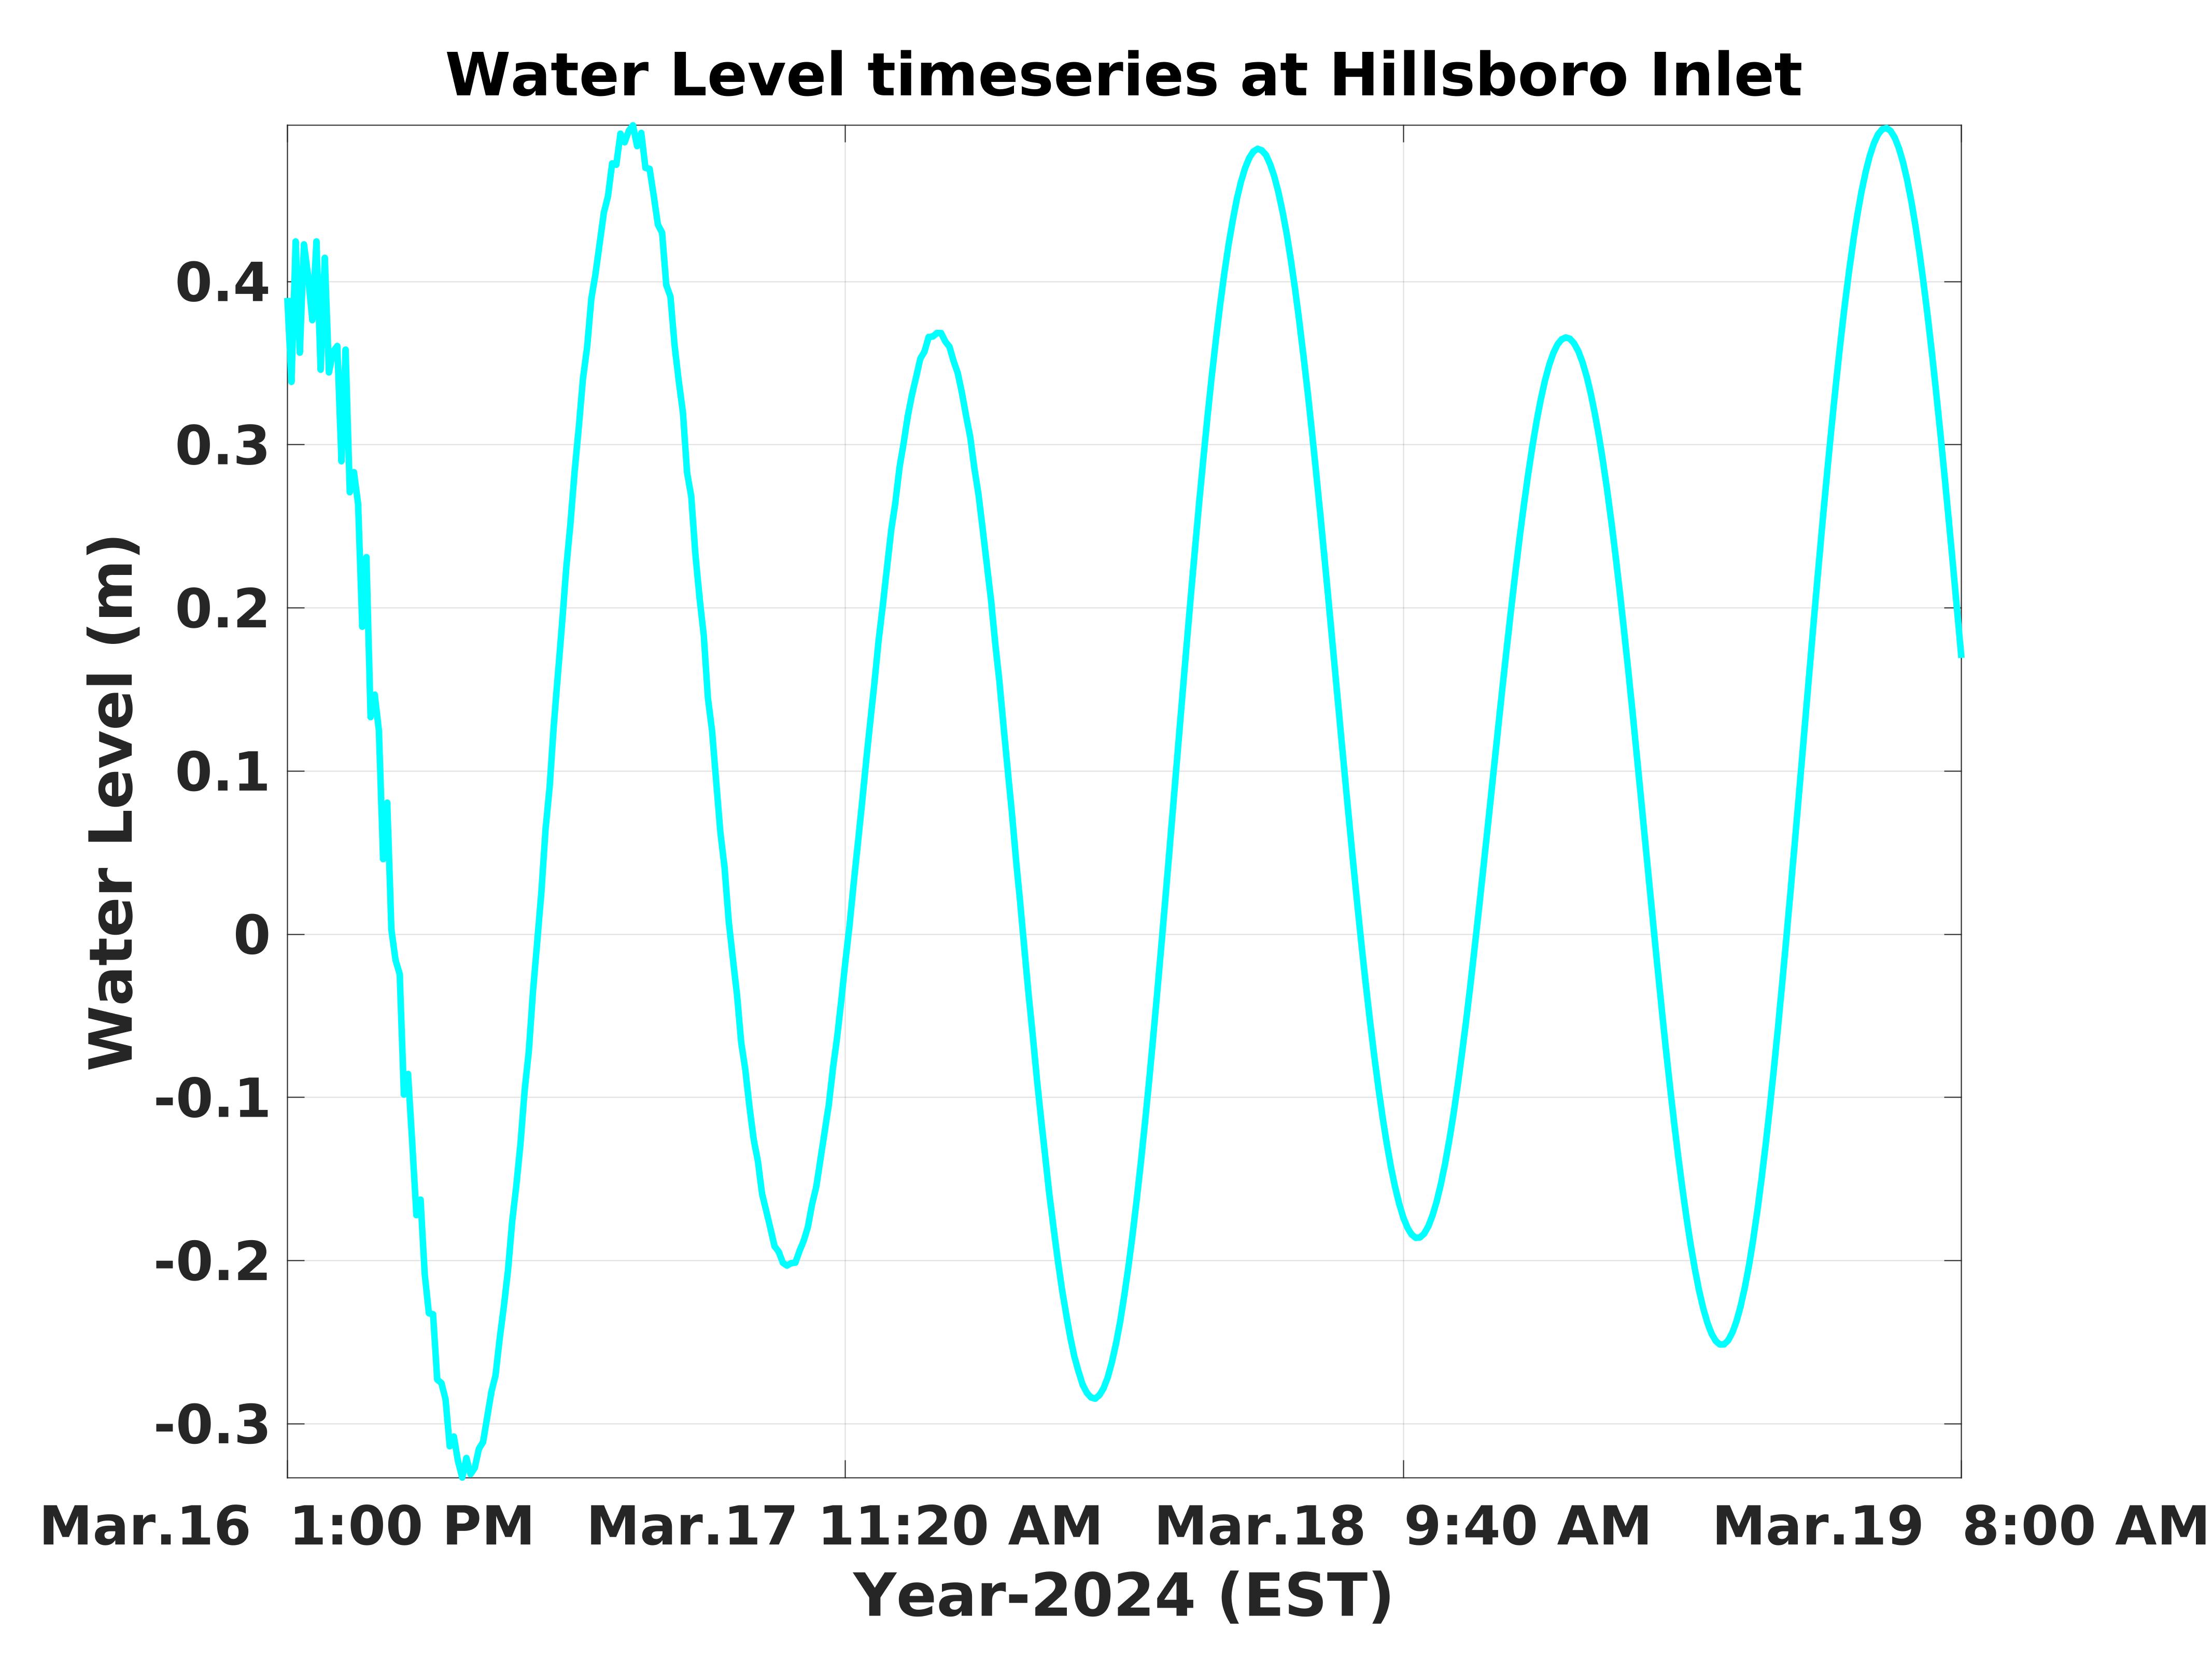 Water Level timeseries at Hillsboro Inlet
Water Level (m)
0.4
0.3
0.2
0.1
0
-0.1
-0.2
-0.3
Mar.16 1:00 PM Mar.17 11:20 AM Mar.18 9:40 AM Mar.19 8:00 AM
Year-2024 (EST)